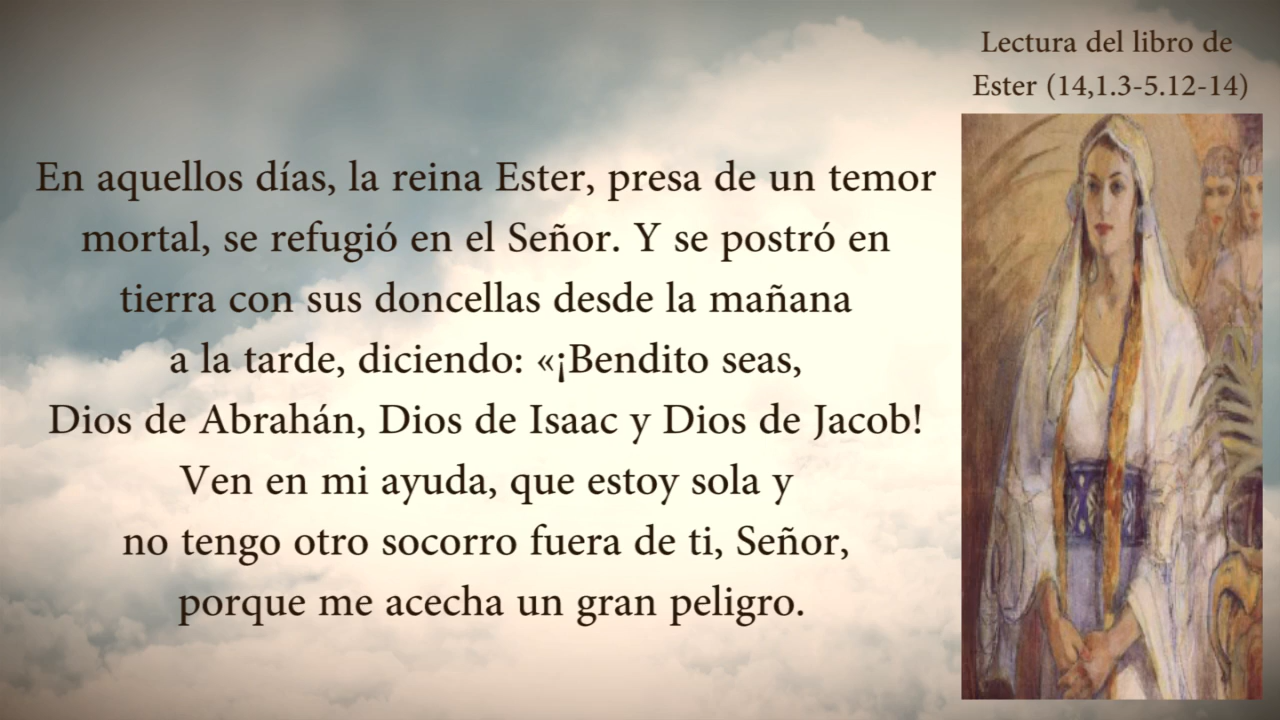 Lectura del libro de
Ester (14,1.3-5.12-14)
En aquellos días, la reina Ester, presa de un temor
mortal, se refugió en el Señor. Y se postró en
tierra con sus doncellas desde la mañana
a la tarde, diciendo: «¡Bendito seas,
Dios de Abrahán, Dios de Isaac y Dios de Jacob!
Ven en mi ayuda, que estoy sola y
no tengo otro socorro fuera de ti, Señor,
porque me acecha un gran peligro.